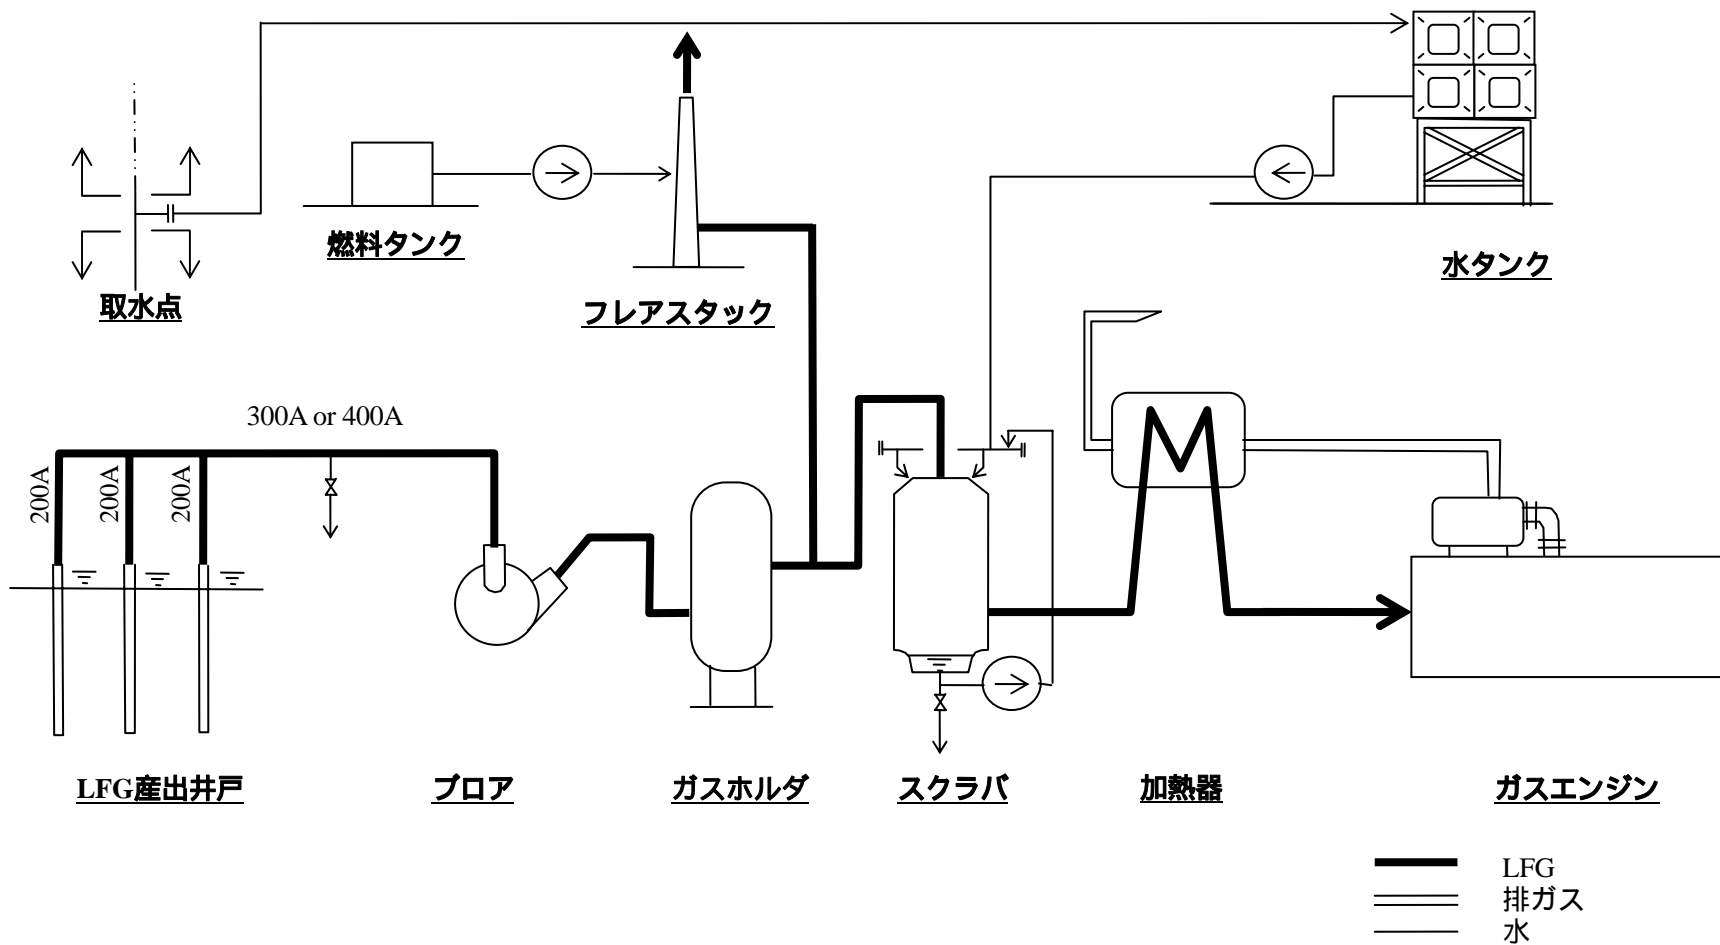 燃料タンク
水タンク
取水点
フレアスタック
300A or 400A
200A
200A
200A
LFG産出井戸
ブロア
ガスホルダ
スクラバ
加熱器
ガスエンジン
LFG
排ガス
水